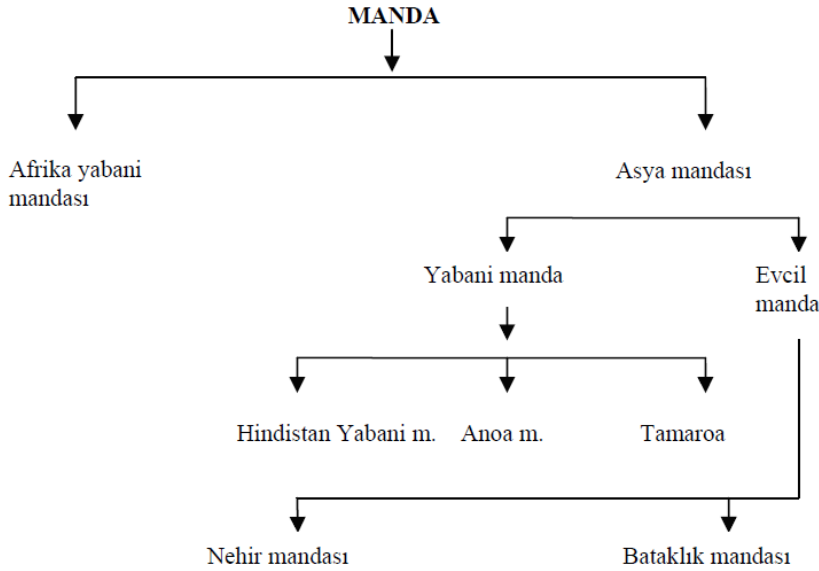 MANDA
Afrika yabani
mandası
Asya mandası
Yabani manda
Evcil
manda
Hindistan Yabani m.
Anoa m.
Tamaroa
Nehir mandası
Bataklık mandası